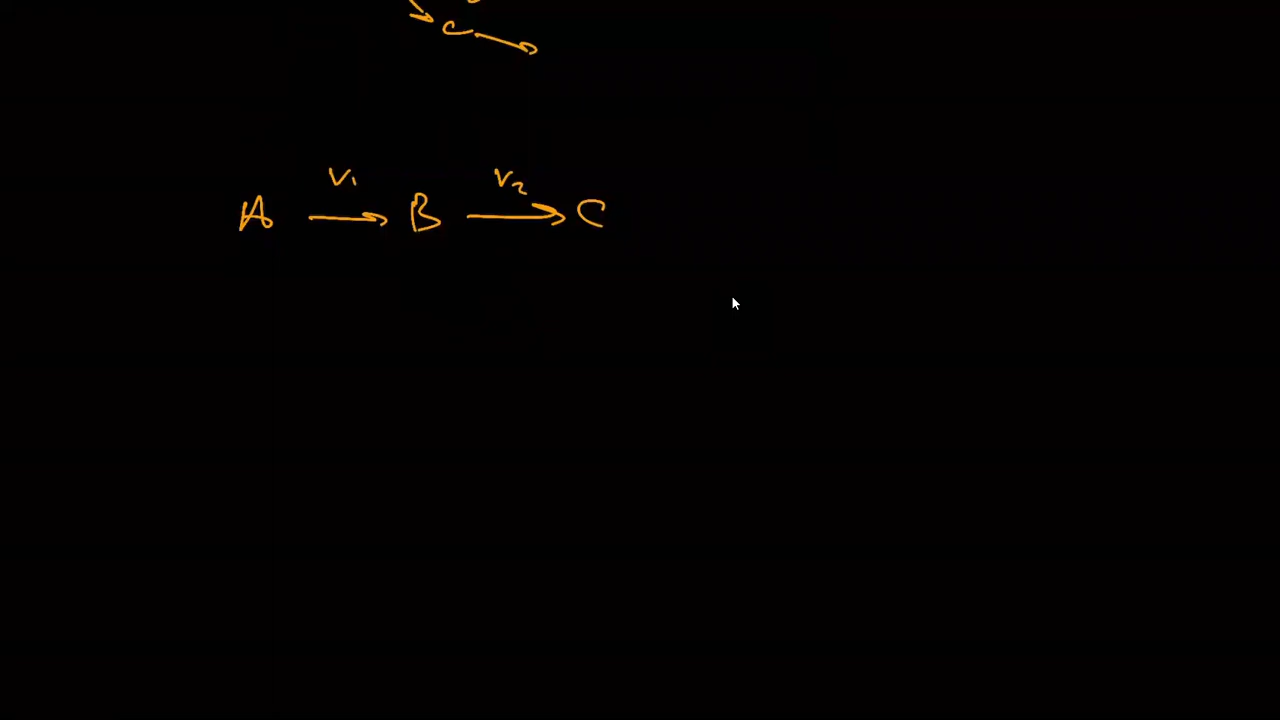 C →
V₁ V₂
A → B → C